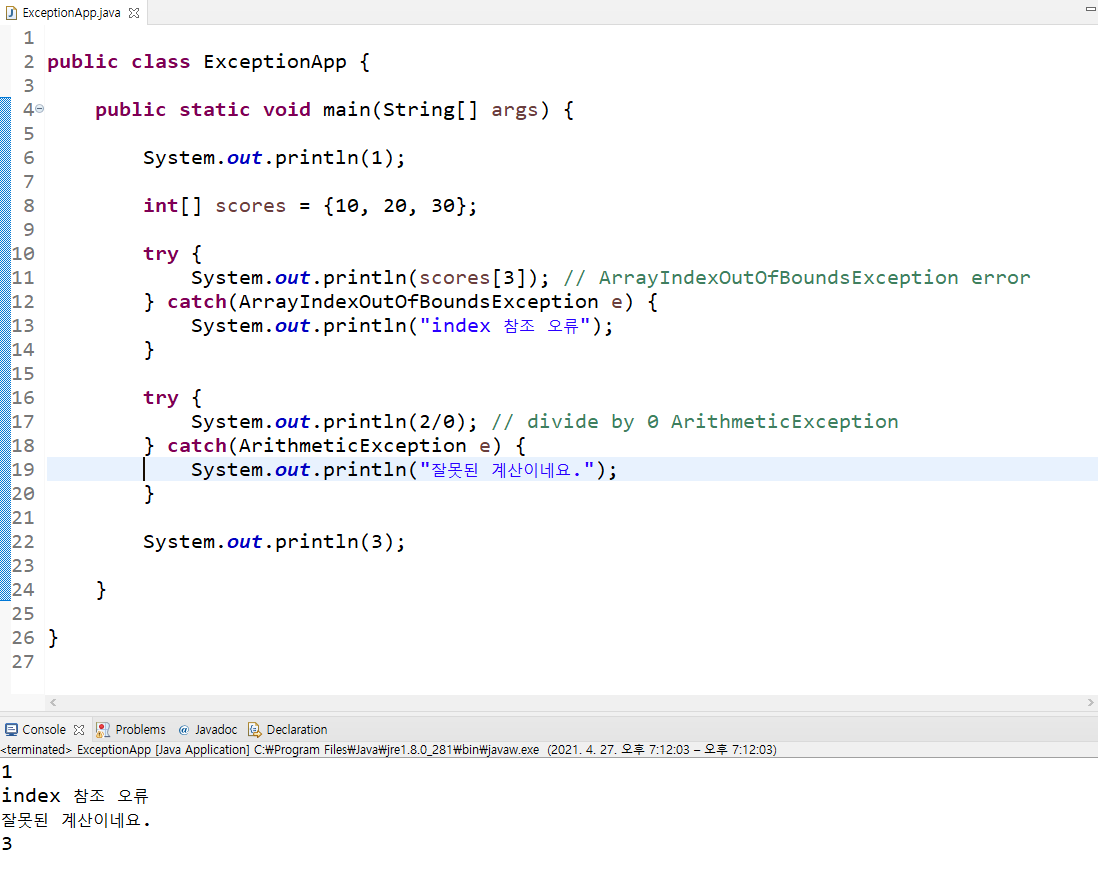 ExceptionApp.java
1
2 public class ExceptionApp {
3
4 public static void main(String[] args) {
5
6 System.out.println(1);
7
8 int[] scores = {10, 20, 30};
9
10 try {
11 System.out.println(scores[3]); // ArrayIndexOutOfBoundsException error
12 } catch(ArrayIndexOutOfBoundsException e) {
13 System.out.println("index 참조 오류");
14 }
15
16 try {
17 System.out.println(2/0); // divide by 0 ArithmeticException
18 } catch(ArithmeticException e) {
19 System.out.println("잘못된 계산이네요.");
20 }
21
22 System.out.println(3);
23
24 }
25
26 }
27
Console Problems @ Javadoc Declaration
<terminated> ExceptionApp [Java Application] C:₩Program Files₩Java₩jre1.8.0_281₩bin₩javaw.exe (2021. 4. 27. 오후 7:12:03 – 오후 7:12:03)
1
index 참조 오류
잘못된 계산이네요.
3